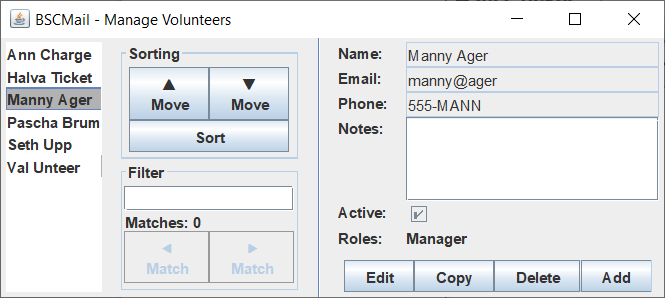 BSCMail - Manage Volunteers
Ann Charge
Halva Ticket
Manny Ager
Pascha Brum
Seth Upp
Val Unteer
Sorting
▲ ▼
Move Move
Sort
Filter
Matches: 0
◄ ►
Match Match
Name: Manny Ager
Email: manny@ager
Phone: 555-MANN
Notes:
Active:
Roles: Manager
Edit Copy Delete Add